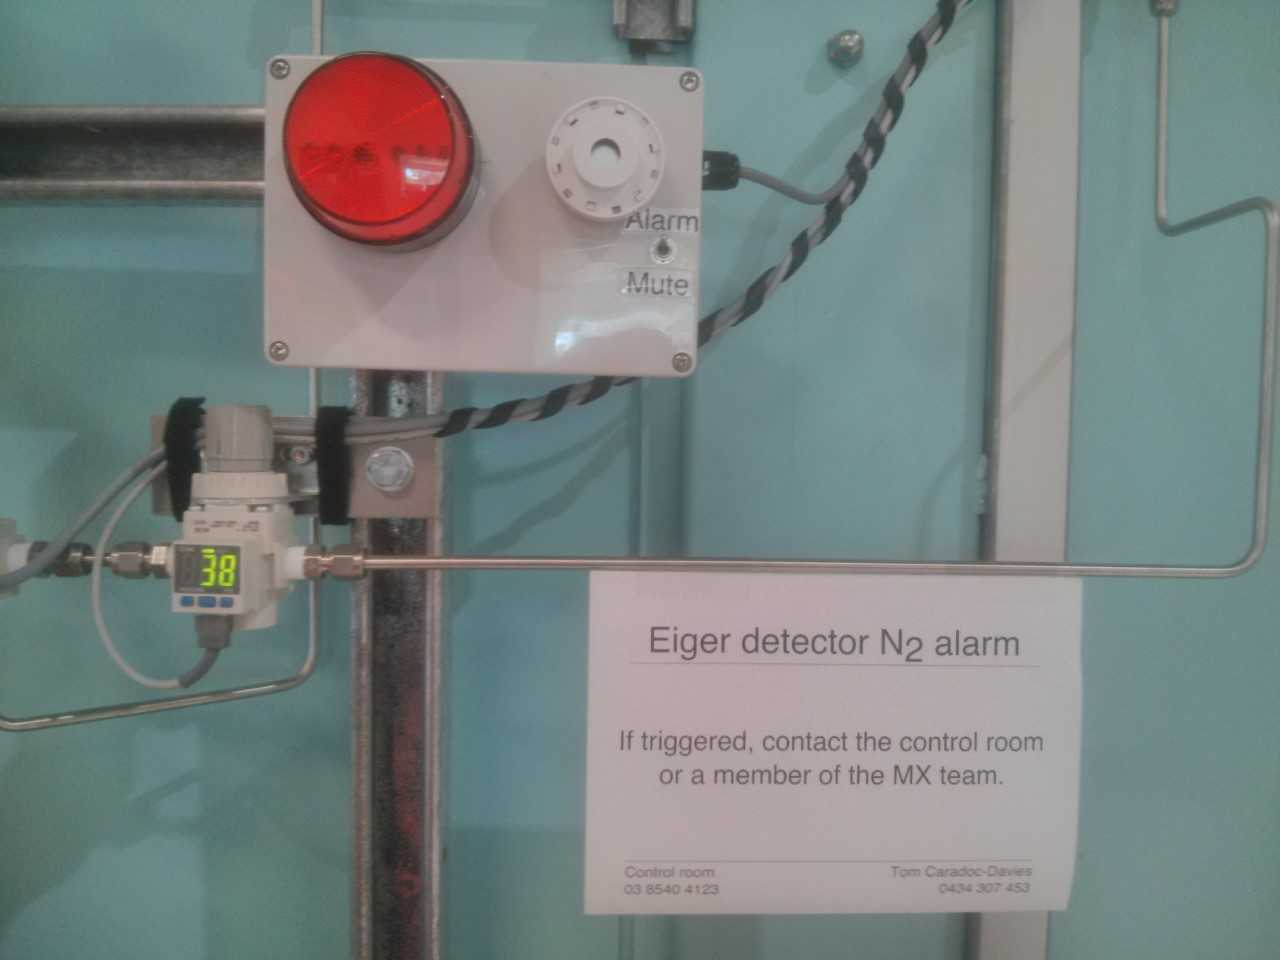 Alarm
Mute
38
Eiger detector N2 alarm
If triggered, contact the control room
or a member of the MX team.
Control room
03 8540 4123
Tom Caradoc-Davies
0434 307 453